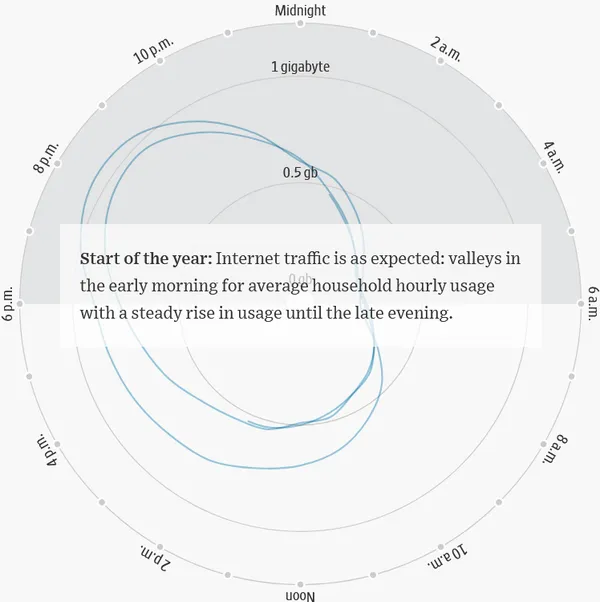 Midnight
10 p.m.
2 a.m.
1 gigabyte
8 p.m.
4 a.m.
0.5 gb
Start of the year: Internet traffic is as expected: valleys in
0 gb
the early morning for average household hourly usage
with a steady rise in usage until the late evening.
6 p.m.
6 a.m.
4 p.m.
8 a.m.
2 p.m.
10 a.m.
Noon